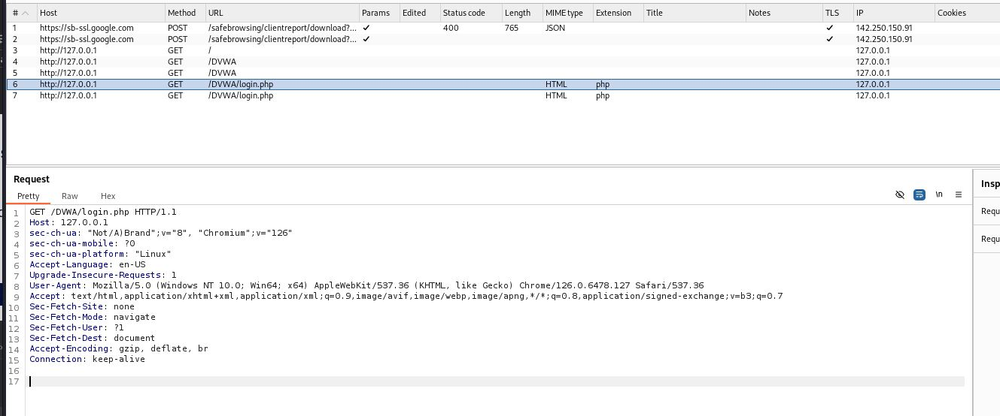 # Host Method URL Params Edited Status code Length MIME type Extension Title Notes TLS IP Cookies
1 https://sb-ssl.google.com POST /safebrowsing/clientreport/download?... ✓ 400 765 JSON ✓ 142.250.150.91
2 https://sb-ssl.google.com POST /safebrowsing/clientreport/download?... ✓ ✓ 142.250.150.91
3 http://127.0.0.1 GET / 127.0.0.1
4 http://127.0.0.1 GET /DVWA 127.0.0.1
5 http://127.0.0.1 GET /DVWA 127.0.0.1
6 http://127.0.0.1 GET /DVWA/login.php HTML php 127.0.0.1
7 http://127.0.0.1 GET /DVWA/login.php HTML php 127.0.0.1
Request
Insp
Pretty Raw Hex
\n
Requ
Requ
1 GET /DVWA/login.php HTTP/1.1
2 Host: 127.0.0.1
3 sec-ch-ua: "Not/A)Brand";v="8", "Chromium";v="126"
4 sec-ch-ua-mobile: ?0
5 sec-ch-ua-platform: "Linux"
6 Accept-Language: en-US
7 Upgrade-Insecure-Requests: 1
8 User-Agent: Mozilla/5.0 (Windows NT 10.0; Win64; x64) AppleWebKit/537.36 (KHTML, like Gecko) Chrome/126.0.6478.127 Safari/537.36
9 Accept: text/html,application/xhtml+xml,application/xml;q=0.9,image/avif,image/webp,image/apng,*/*;q=0.8,application/signed-exchange;v=b3;q=0.7
10 Sec-Fetch-Site: none
11 Sec-Fetch-Mode: navigate
12 Sec-Fetch-User: ?1
13 Sec-Fetch-Dest: document
14 Accept-Encoding: gzip, deflate, br
15 Connection: keep-alive
16
17